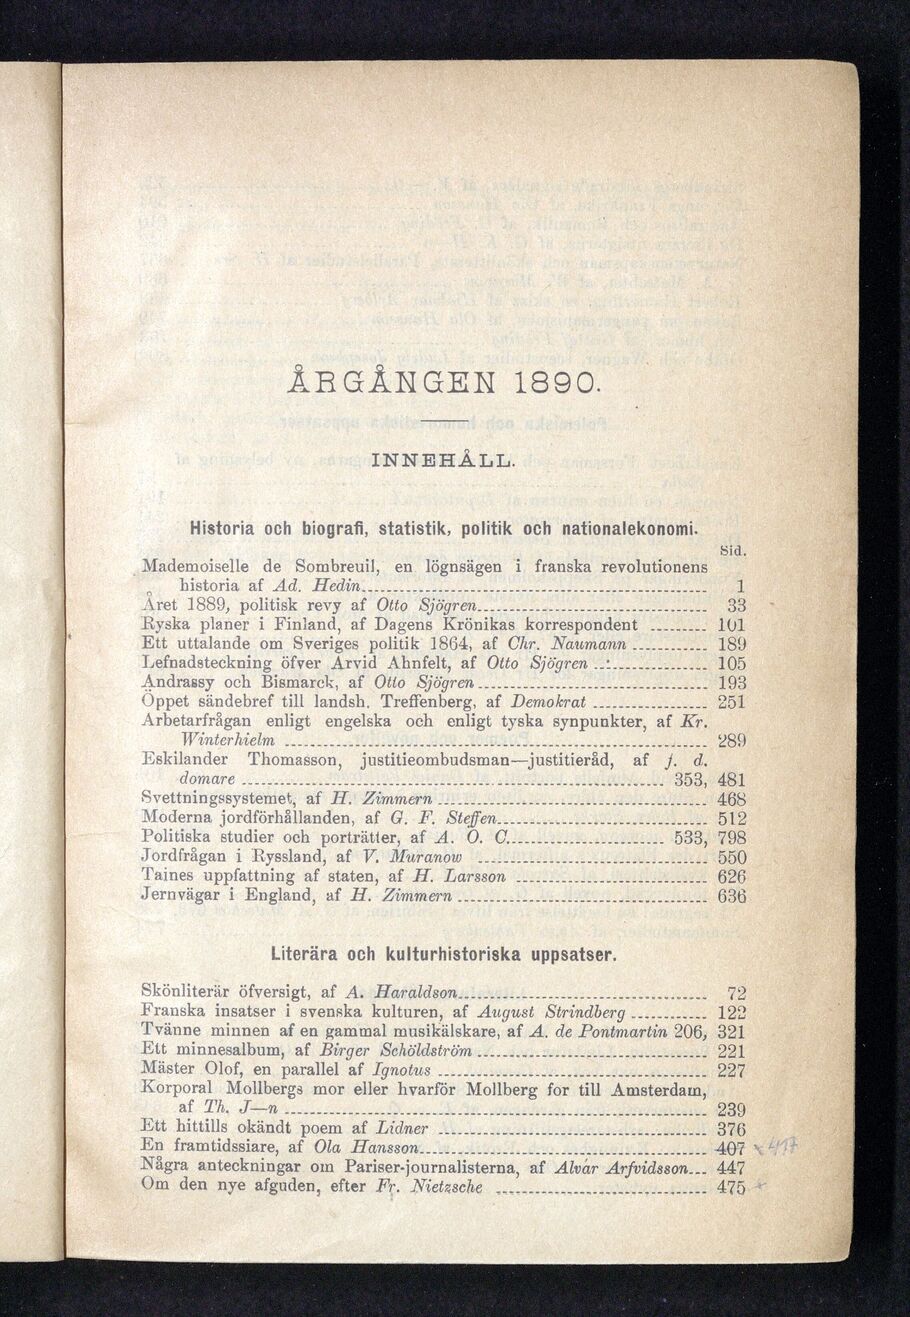 ÅRGÅNGEN 1890.
INNEHÅLL.
Historia och biografi, statistik, politik och nationalekonomi.
Sid.
Mademoiselle de Sombreuil, en lögnsägen i franska revolutionens
historia af Ad. Hedin 1
Året 1889, politisk revy af Otto Sjögren 33
Ryska planer i Finland, af Dagens Krönikas korrespondent 101
Ett uttalande om Sveriges politik 1864, af Chr. Naumann 189
Lefnadsteckning öfver Arvid Ahnfelt, af Otto Sjögren 105
Andrassy och Bismarck, af Otto Sjögren 193
Öppet sändebref till landsh. Treffenberg, af Demokrat 251
Arbetarfrågan enligt engelska och enligt tyska synpunkter, af Kr.
Winterhielm 289
Eskilander Thomasson, justitieombudsman—justitieråd, af j. d.
domare 353, 481
Svettningssystemet, af H. Zimmern 468
Moderna jordförhållanden, af G. F. Steffen 512
Politiska studier och porträtter, af A. O. C. 533, 798
Jordfrågan i Ryssland, af V. Muranow 550
Taines uppfattning af staten, af H. Larsson 626
Jernvägar i England, af H. Zimmern 636
Literära och kulturhistoriska uppsatser.
Skönliterär öfversigt, af A. Haraldson 72
Franska insatser i svenska kulturen, af August Strindberg 122
Tvänne minnen af en gammal musikälskare, af A. de Pontmartin 206, 321
Ett minnesalbum, af Birger Schöldström 221
Mäster Olof, en parallel af Ignotus 227
Korporal Mollbergs mor eller hvarför Mollberg for till Amsterdam,
af Th. J—n 239
Ett hittills okändt poem af Lidner 376
En framtidssiare, af Ola Hansson 407 x 417
Några anteckningar om Pariser-journalisterna, af Alvar Arfvidsson 447
Om den nye afguden, efter Fr. Nietzsche 475